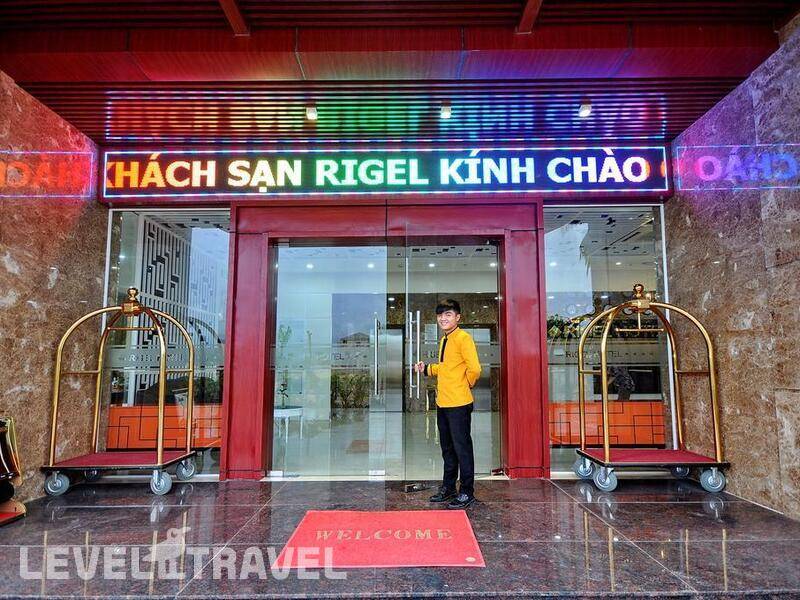 KHÁCH SẠN RIGEL KÍNH CHÀO
WELCOME
LEVEL TRAVEL